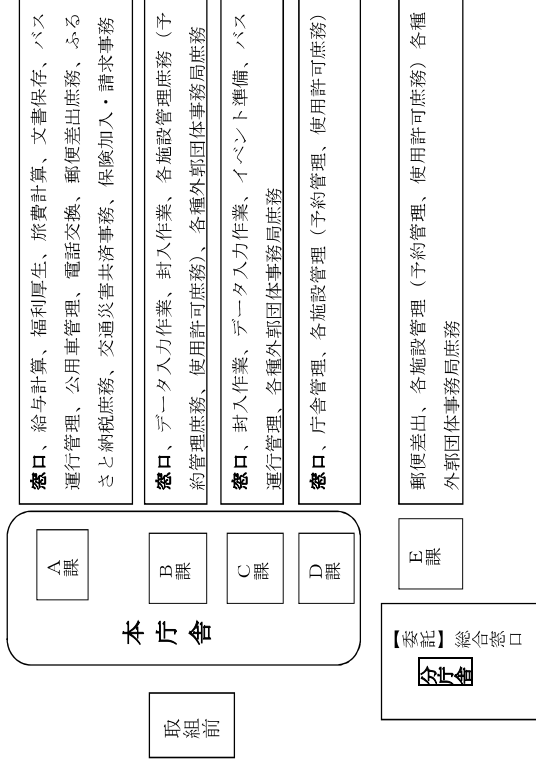 取組前
本庁舎
A課
窓口、給与計算、福利厚生、旅費計算、文書保存、バス
運行管理、公用車管理、電話交換、郵便差出庶務、ふる
さと納税庶務、交通災害共済事務、保険加入・請求事務
B課
窓口、データ入力作業、封入作業、各施設管理庶務（予
約管理庶務、使用許可庶務）、各種外郭団体事務局庶務
C課
窓口、封入作業、データ入力作業、イベント準備、バス
運行管理、各種外郭団体事務局庶務
D課
窓口、庁舎管理、各施設管理（予約管理、使用許可庶務）
【委託】総合窓口
分庁舎
E課
郵便差出、各施設管理（予約管理、使用許可庶務）各種
外郭団体事務局庶務